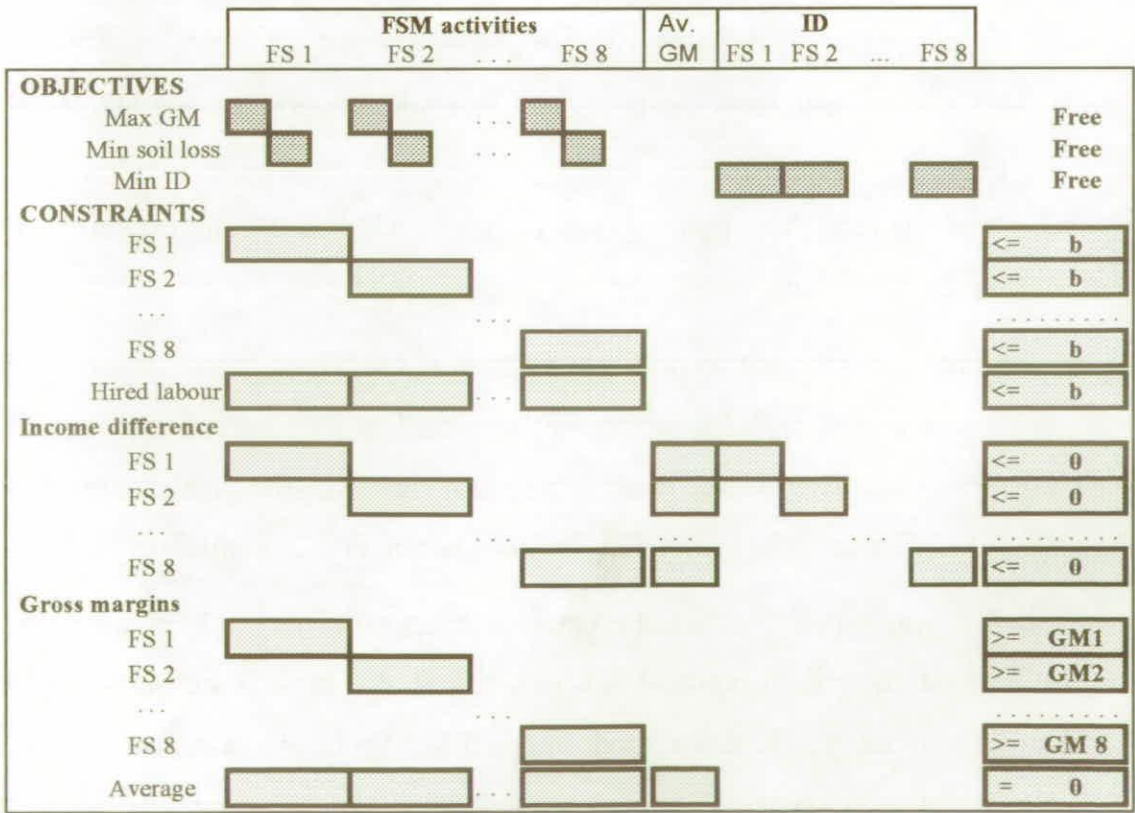 FSM activities Av. ID
FS 1 FS 2 . . . FS 8 GM FS 1 FS 2 ... FS 8
OBJECTIVES
Max GM . . . Free
Min soil loss . . . Free
Min ID Free
CONSTRAINTS
FS 1 <= b
FS 2 <= b
. . . . . . . . . . . . . . .
FS 8 <= b
Hired labour . . . <= b
Income difference
FS 1 <= 0
FS 2 <= 0
. . . . . . . . . . . . . . . . . . . . .
FS 8 <= 0
Gross margins
FS 1 >= GM1
FS 2 >= GM2
. . . . . . . . . . . . . . .
FS 8 >= GM 8
Average . . . = 0